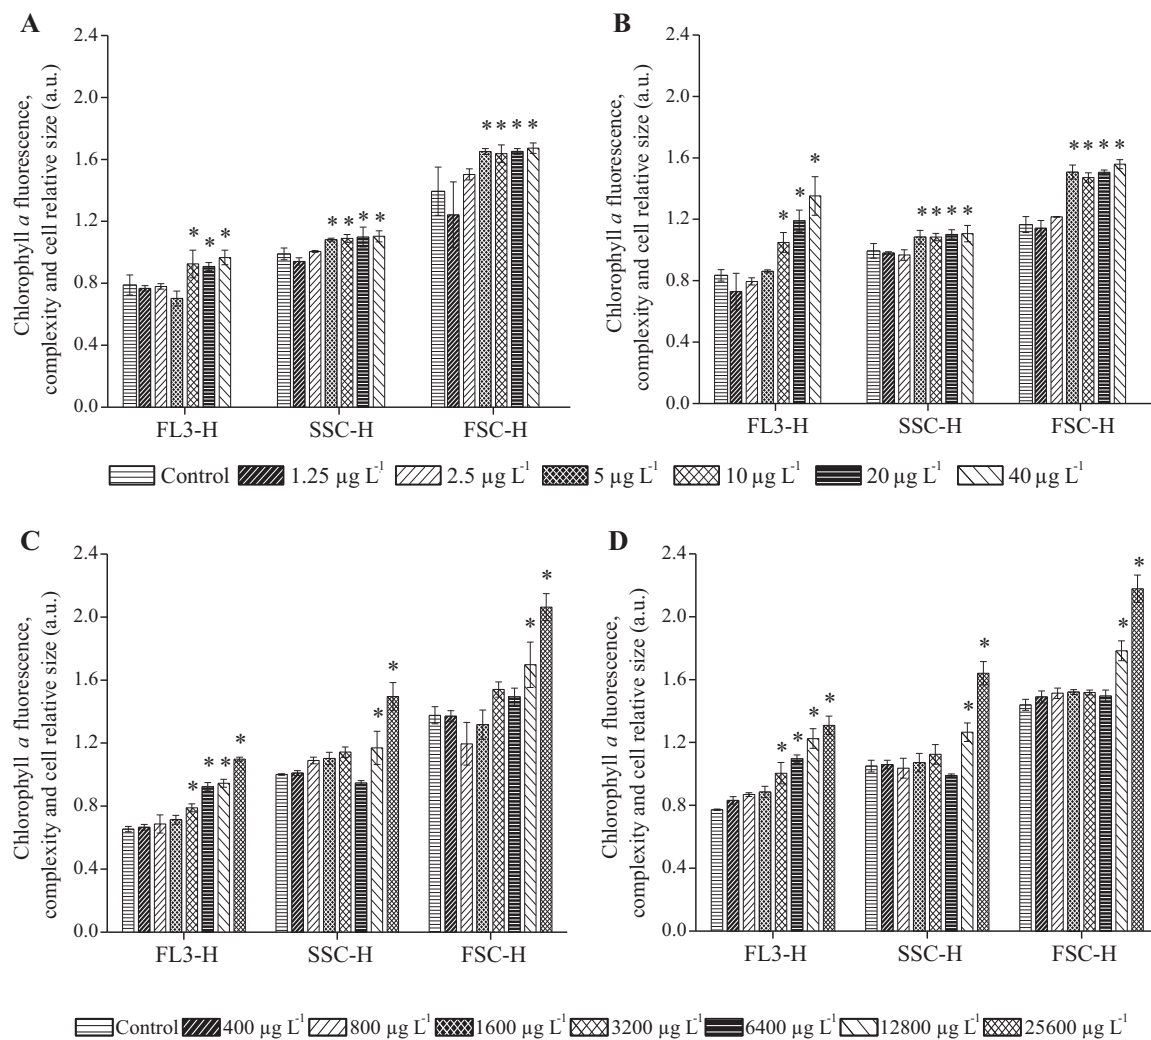 A
B
Chlorophyll a fluorescence,
complexity and cell relative size (a.u.)
2.4
2.0
1.6
1.2
0.8
0.4
0.0
* * *
* * * *
* * * *
FL3-H SSC-H FSC-H
Chlorophyll a fluorescence,
complexity and cell relative size (a.u.)
2.4
2.0
1.6
1.2
0.8
0.4
0.0
* * *
* * * *
* * * *
FL3-H SSC-H FSC-H
Control 1.25 µg L-1 2.5 µg L-1 5 µg L-1 10 µg L-1 20 µg L-1 40 µg L-1
C
D
Chlorophyll a fluorescence,
complexity and cell relative size (a.u.)
2.4
2.0
1.6
1.2
0.8
0.4
0.0
* * * *
* *
* *
FL3-H SSC-H FSC-H
Chlorophyll a fluorescence,
complexity and cell relative size (a.u.)
2.4
2.0
1.6
1.2
0.8
0.4
0.0
* * * *
* *
* *
FL3-H SSC-H FSC-H
Control 400 µg L-1 800 µg L-1 1600 µg L-1 3200 µg L-1 6400 µg L-1 12800 µg L-1 25600 µg L-1